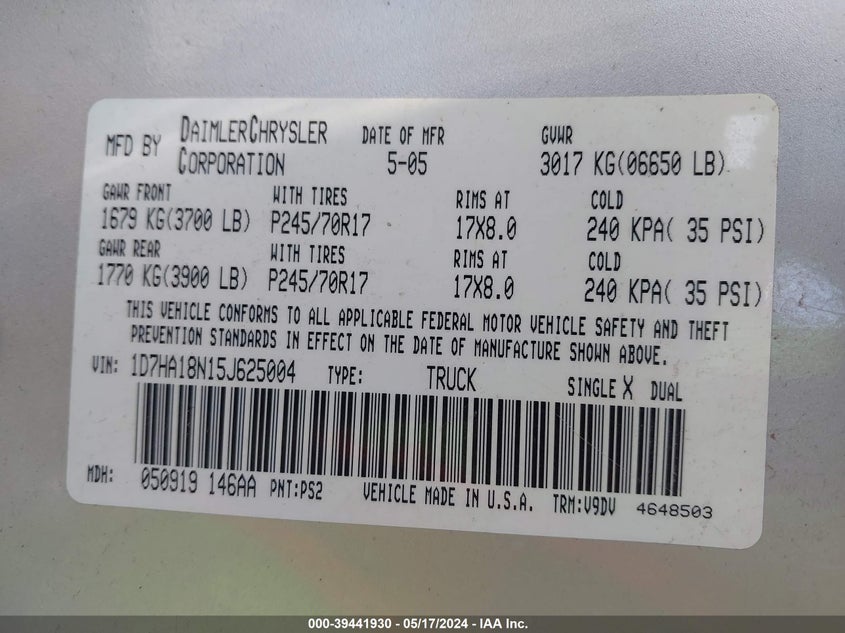 MFD BY DAIMLERCHRYSLER CORPORATION DATE OF MFR 5-05 GVWR 3017 KG(06650 LB)
GAWR FRONT WITH TIRES RIMS AT COLD
1679 KG(3700 LB) P245/70R17 17X8.0 240 KPA( 35 PSI)
GAWR REAR WITH TIRES RIMS AT COLD
1770 KG(3900 LB) P245/70R17 17X8.0 240 KPA( 35 PSI)
THIS VEHICLE CONFORMS TO ALL APPLICABLE FEDERAL MOTOR VEHICLE SAFETY AND THEFT
PREVENTION STANDARDS IN EFFECT ON THE DATE OF MANUFACTURE SHOWN ABOVE.
VIN: 1D7HA18N15J625004 TYPE: TRUCK SINGLE X DUAL
MDH: 050919 146AA PNT:PS2 VEHICLE MADE IN U.S.A. TRM:V9DV 4648503
000-39441930 - 05/17/2024 - IAA Inc.